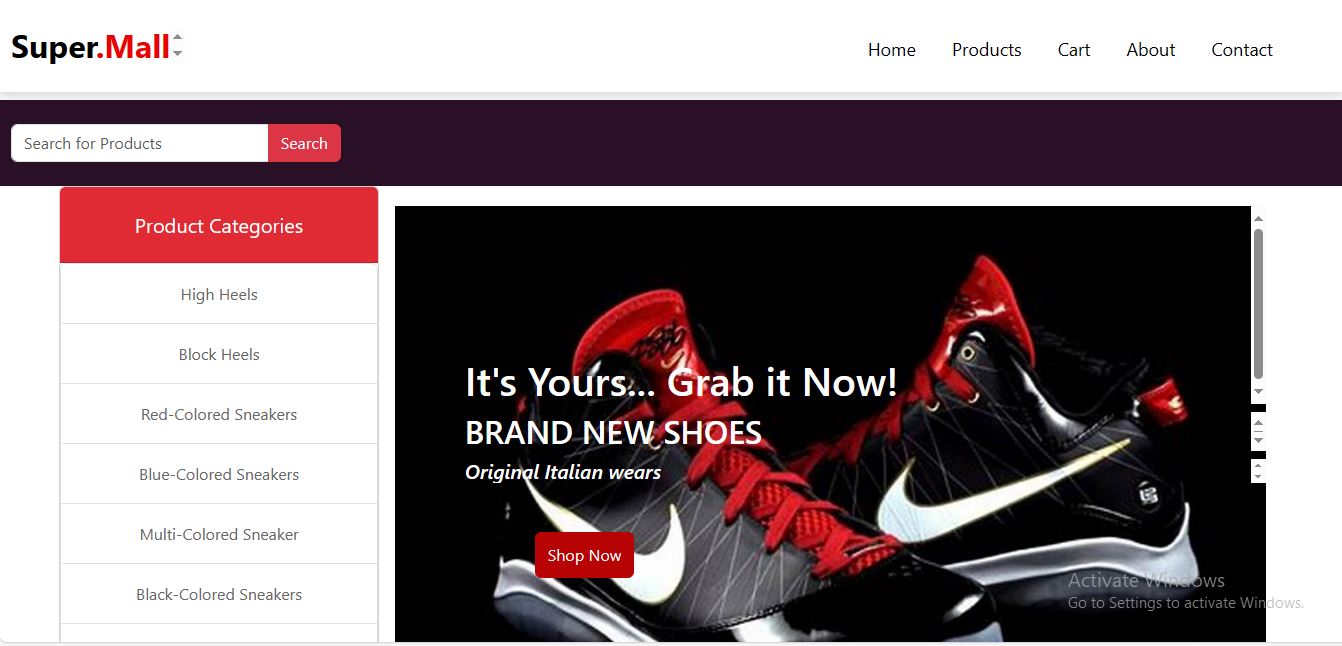 Super.Mall
Home Products Cart About Contact
Search for Products Search
Product Categories
High Heels
Block Heels
Red-Colored Sneakers
Blue-Colored Sneakers
Multi-Colored Sneaker
Black-Colored Sneakers
It's Yours... Grab it Now!
BRAND NEW SHOES
Original Italian wears
Shop Now
Activate Windows
Go to Settings to activate Windows.